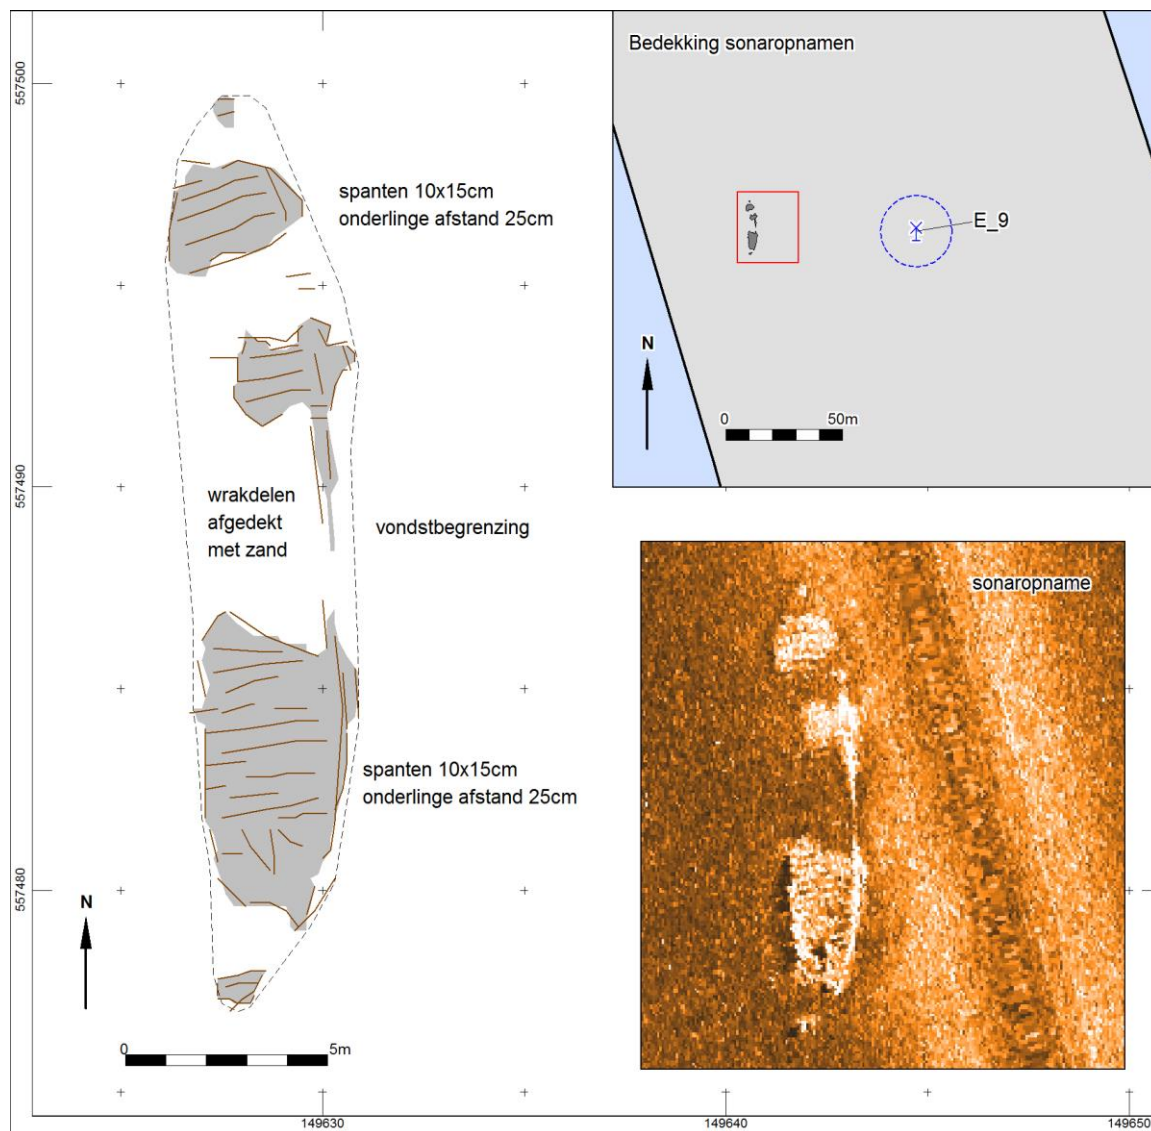 557500
557490
557480
spanten 10x15cm
onderlinge afstand 25cm
wrakdelen
afgedekt
met zand
vondstbegrenzing
spanten 10x15cm
onderlinge afstand 25cm
N
0 5m
149630
Bedekking sonaropnamen
E_9
N
0 50m
sonaropname
149640
149650